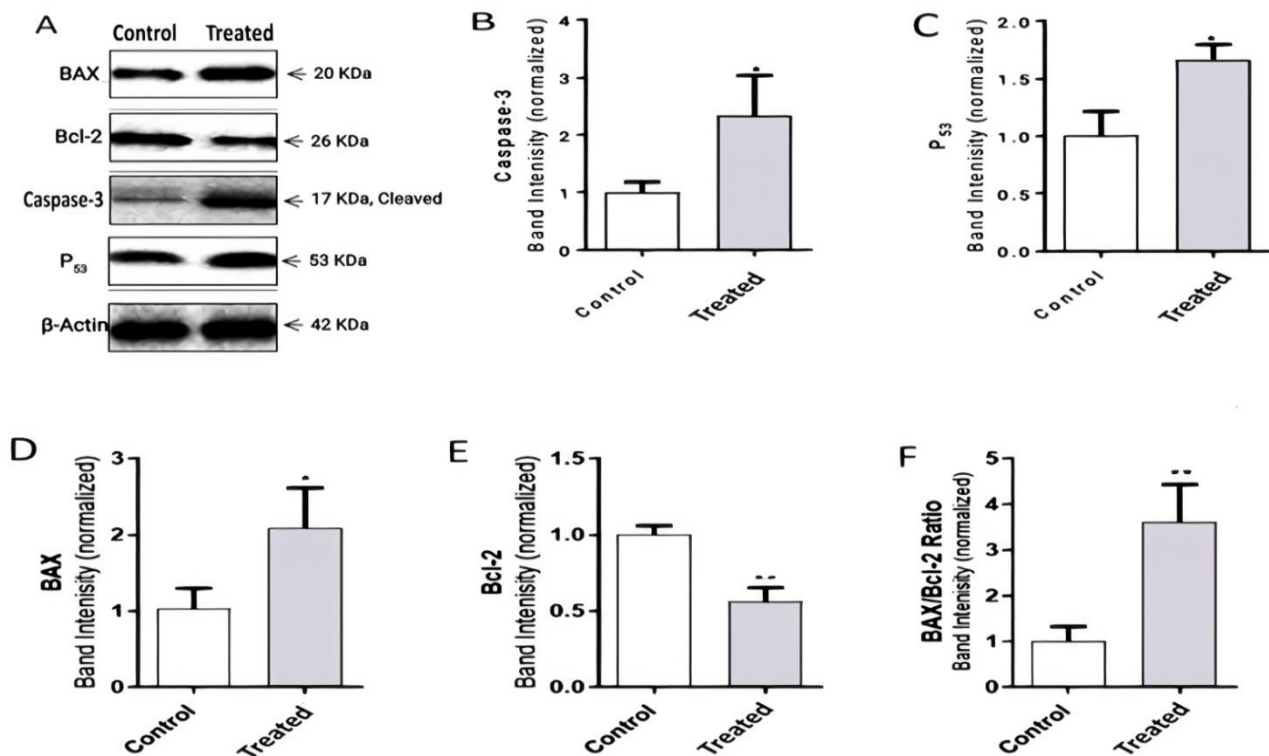 A
Control Treated
BAX ← 20 KDa
Bcl-2 ← 26 KDa
Caspase-3 ← 17 KDa, Cleaved
P53 ← 53 KDa
β-Actin ← 42 KDa
B
Caspase-3
Band Intenisity (normalized)
4
3
2
1
0
Control
Treated
C
P53
Band Intenisity (normalized)
2.0
1.5
1.0
0.5
0.0
Control
Treated
D
BAX
Band Intenisity (normalized)
3
2
1
0
Control
Treated
E
Bcl-2
Band Intenisity (normalized)
1.5
1.0
0.5
0.0
Control
Treated
F
BAX/Bcl-2 Ratio
Band Intenisity (normalized)
5
4
3
2
1
0
Control
Treated